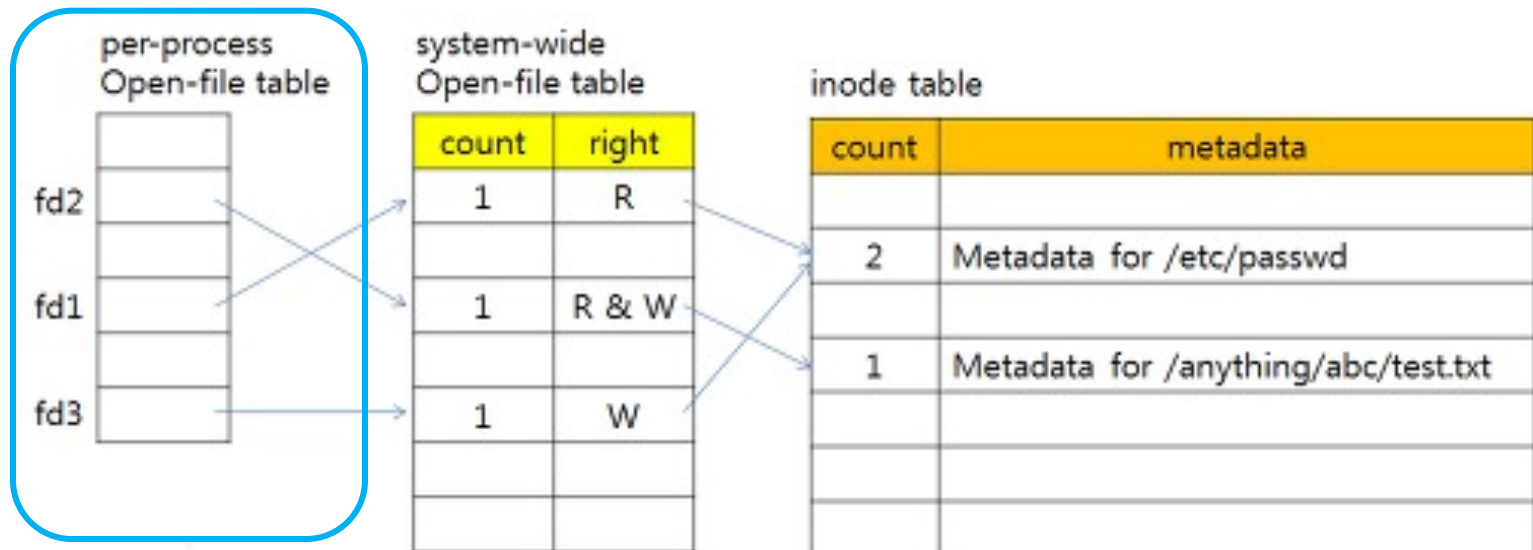 per-process
Open-file table
fd2
fd1
fd3
system-wide
Open-file table
count right
1 R
1 R & W
1 W
inode table
count metadata
2 Metadata for /etc/passwd
1 Metadata for /anything/abc/test.txt